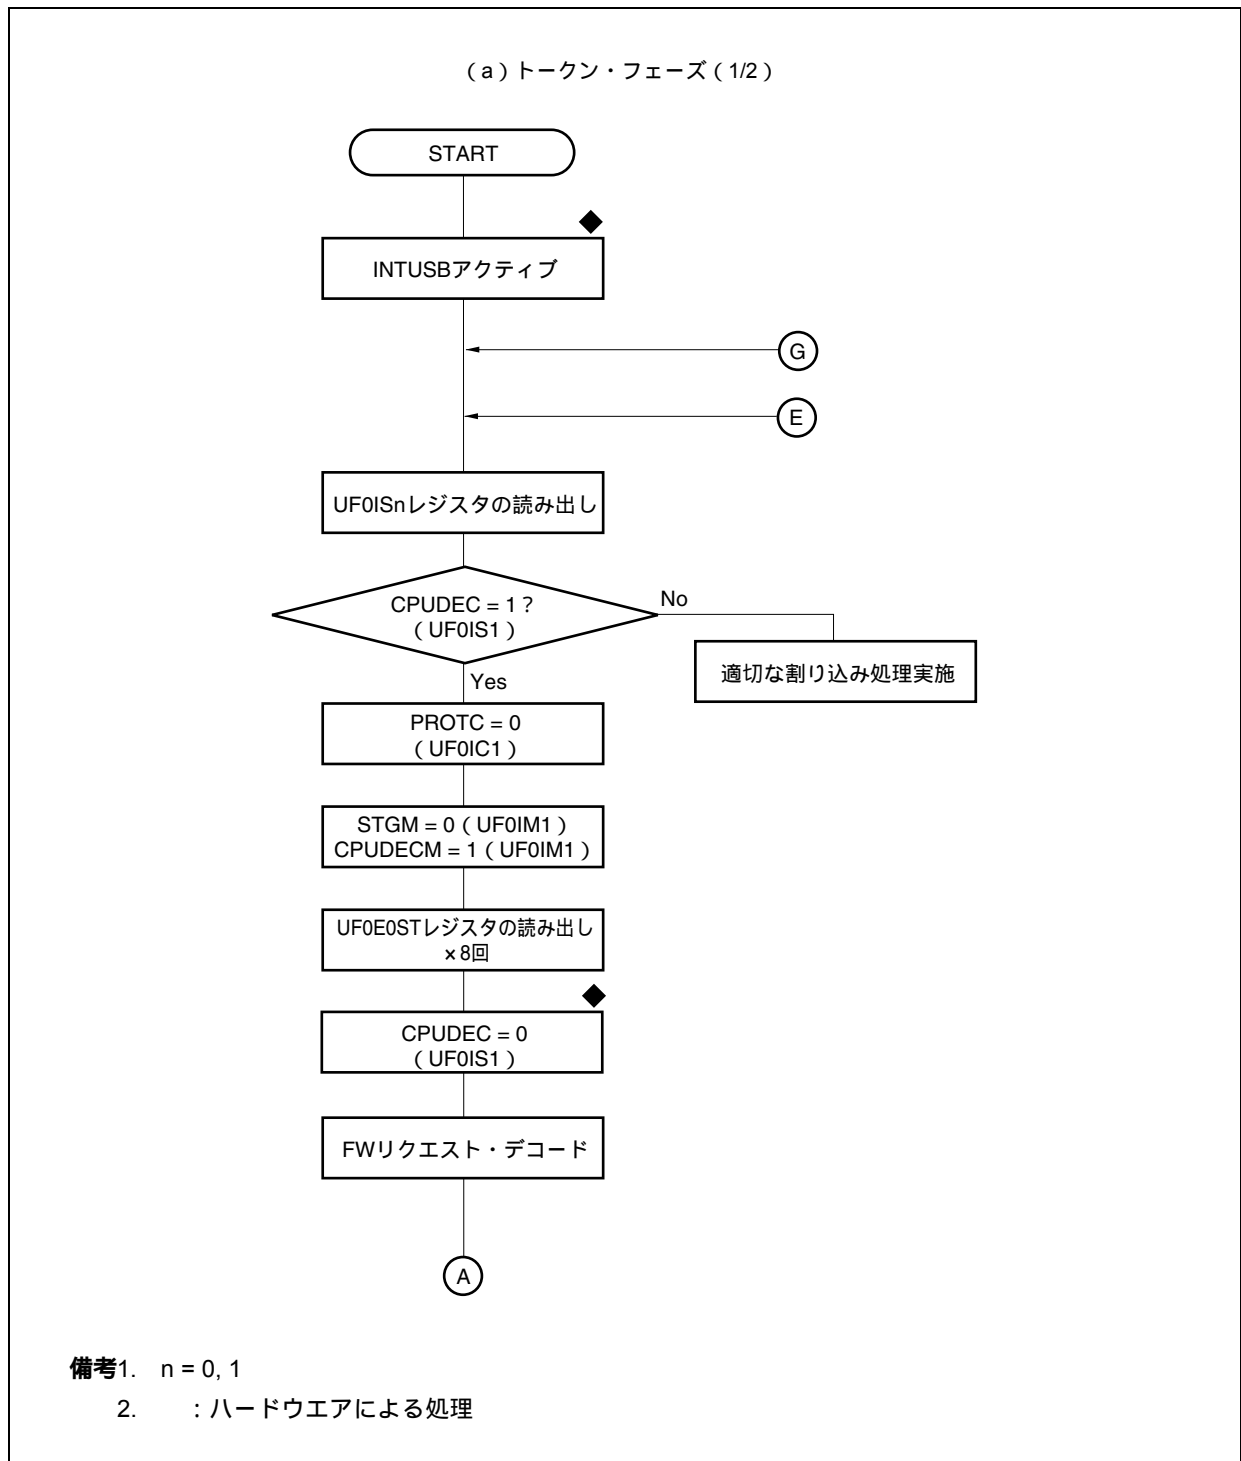 （a）トークン・フェーズ（1/2）
START
INTUSBアクティブ
G
E
UF0ISnレジスタの読み出し
CPUDEC = 1？
（UF0IS1）
No
適切な割り込み処理実施
Yes
PROTC = 0
（UF0IC1）
STGM = 0（UF0IM1）
CPUDECM = 1（UF0IM1）
UF0E0STレジスタの読み出し
×8回
CPUDEC = 0
（UF0IS1）
FWリクエスト・デコード
A
備考1. n = 0, 1
2. ：ハードウエアによる処理